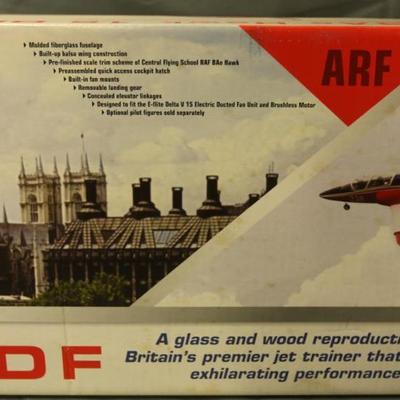 Molded fiberglass fuselage
Built-up balsa wing construction
Pre-finished scale trim scheme of Central Flying School RAF BAe Hawk
Preassembled quick access cockpit hatch
Built-in fan mounts
Removable landing gear
Concealed elevator linkages
Designed to fit the E-flite Delta V 15 Electric Ducted Fan Unit and Brushless Motor
Optional pilot figures sold separately
ARF
DF
A glass and wood reproducti
Britain's premier jet trainer that
exhilarating performance